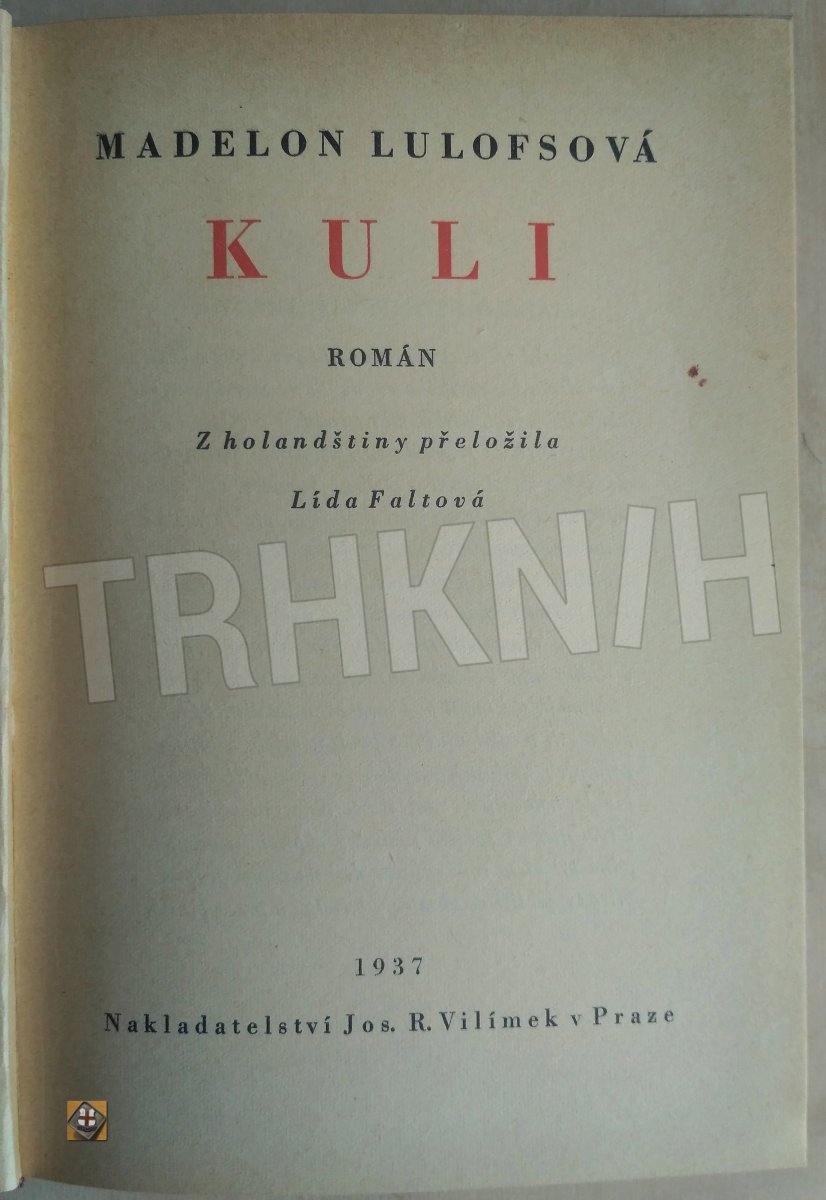 MADELON LULOFSOVÁ
KULI
ROMÁN
Z holandštiny přeložila
Lída Faltová
TRHKNIH
1937
Nakladatelství Jos. R. Vilímek v Praze